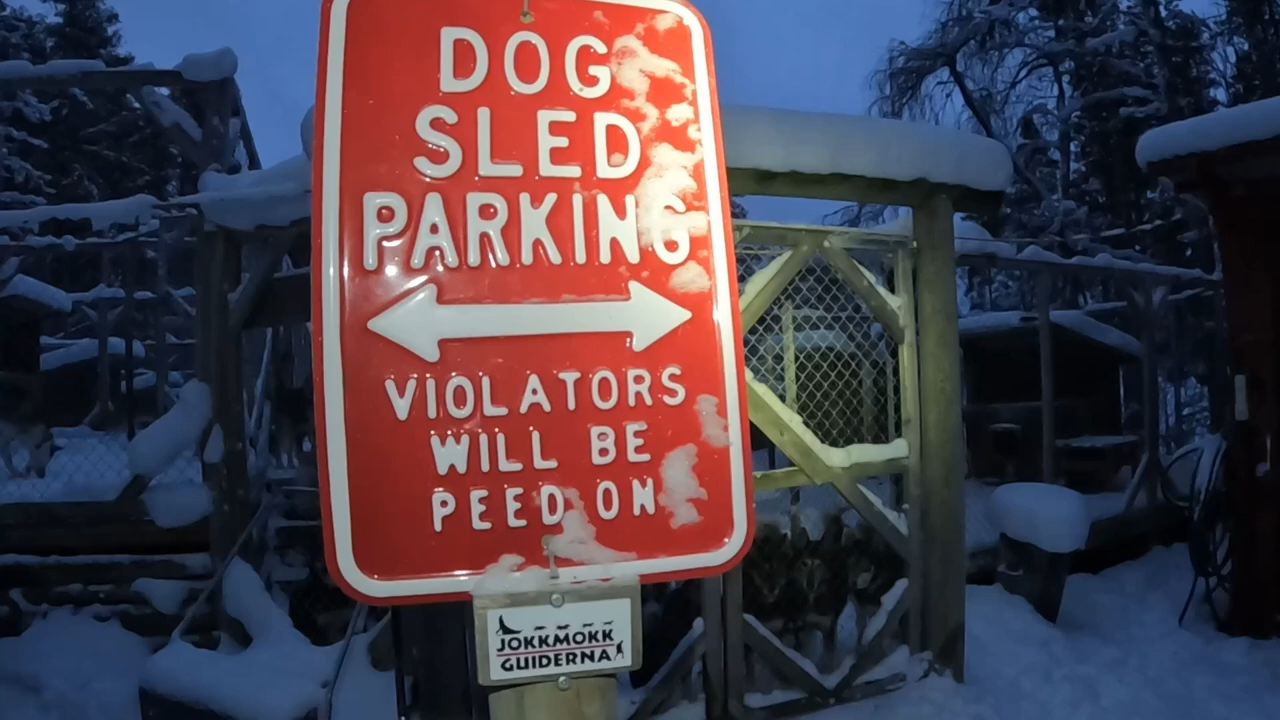 DOG
SLED
PARKING
VIOLATORS
WILL BE
PEED ON
JOKKMOKK
GUIDERNA